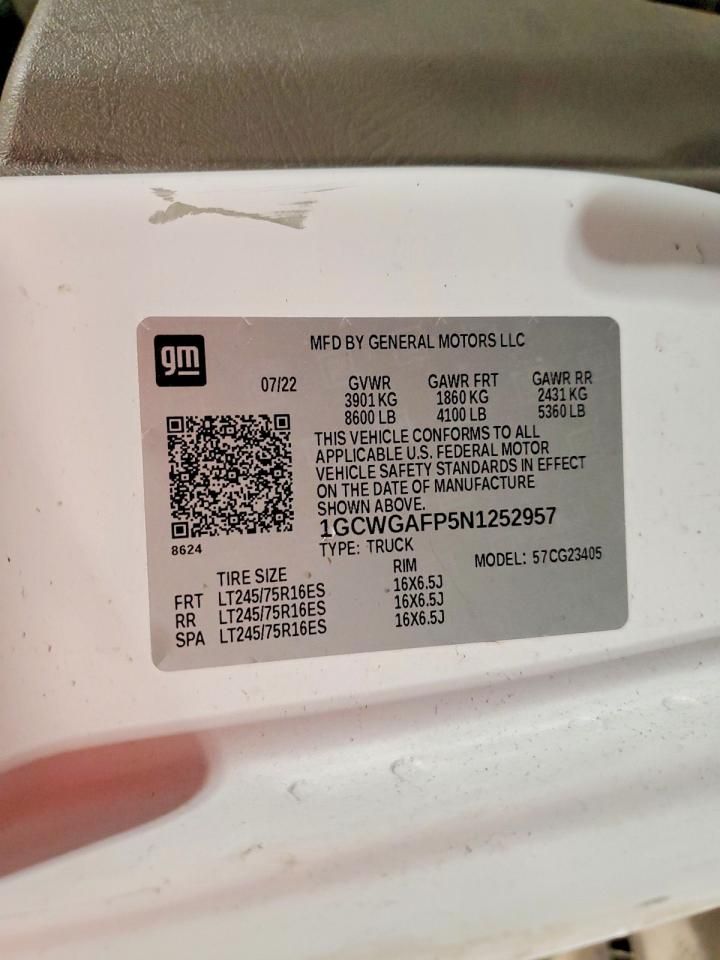 gm
MFD BY GENERAL MOTORS LLC
07/22 GVWR GAWR FRT GAWR RR
3901 KG 1860 KG 2431 KG
8600 LB 4100 LB 5360 LB
THIS VEHICLE CONFORMS TO ALL
APPLICABLE U.S. FEDERAL MOTOR
VEHICLE SAFETY STANDARDS IN EFFECT
ON THE DATE OF MANUFACTURE
SHOWN ABOVE.
1GCWGAFP5N1252957
8624
TYPE: TRUCK MODEL: 57CG23405
TIRE SIZE RIM
FRT LT245/75R16ES 16X6.5J
RR LT245/75R16ES 16X6.5J
SPA LT245/75R16ES 16X6.5J